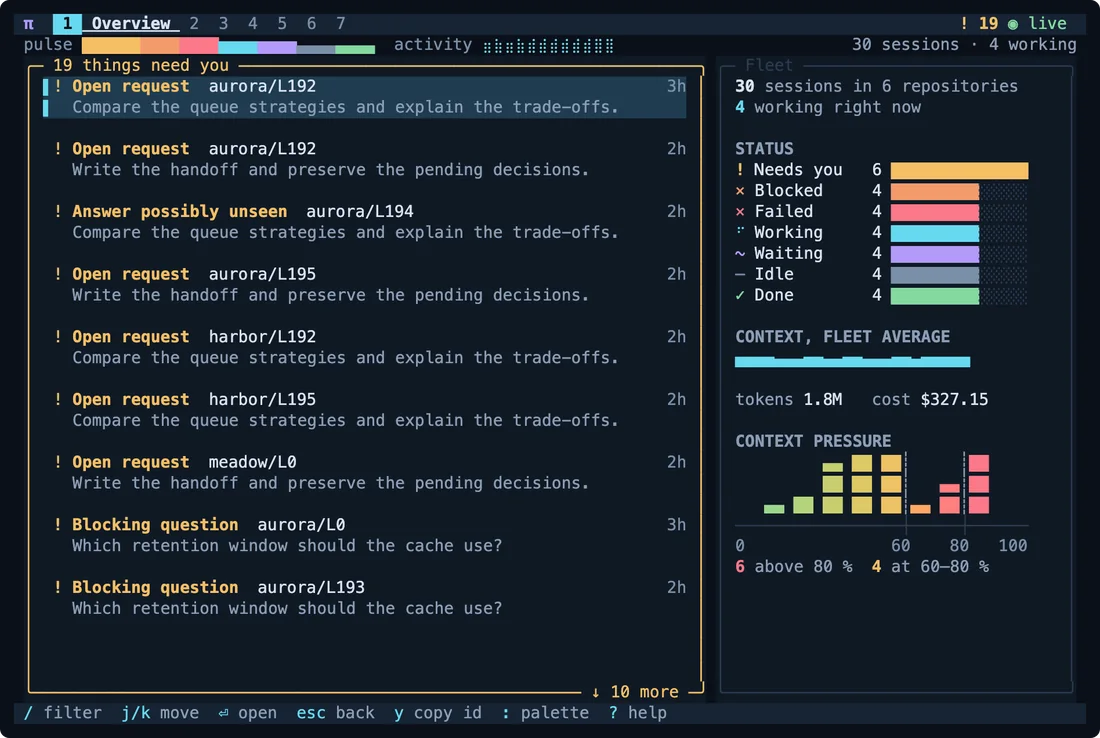 π 1 Overview 2 3 4 5 6 7 ! 19 ◉ live
pulse activity 30 sessions · 4 working
19 things need you
! Open request aurora/L192 3h
Compare the queue strategies and explain the trade-offs.
! Open request aurora/L192 2h
Write the handoff and preserve the pending decisions.
! Answer possibly unseen aurora/L194 2h
Compare the queue strategies and explain the trade-offs.
! Open request aurora/L195 2h
Write the handoff and preserve the pending decisions.
! Open request harbor/L192 2h
Compare the queue strategies and explain the trade-offs.
! Open request harbor/L195 2h
Compare the queue strategies and explain the trade-offs.
! Open request meadow/L0 2h
Write the handoff and preserve the pending decisions.
! Blocking question aurora/L0 3h
Which retention window should the cache use?
! Blocking question aurora/L193 2h
Which retention window should the cache use?
↓ 10 more
Fleet
30 sessions in 6 repositories
4 working right now
STATUS
! Needs you 6
× Blocked 4
× Failed 4
Working 4
~ Waiting 4
— Idle 4
✓ Done 4
CONTEXT, FLEET AVERAGE
tokens 1.8M cost $327.15
CONTEXT PRESSURE
0 60 80 100
6 above 80 % 4 at 60–80 %
/ filter j/k move ⏎ open esc back y copy id : palette ? help